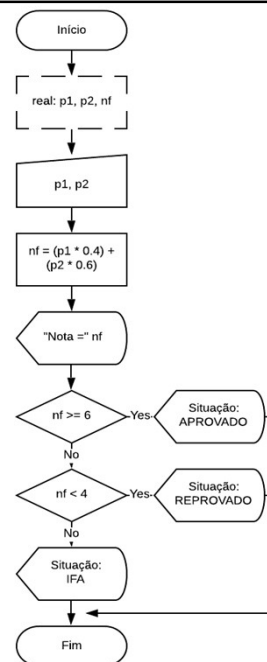 Início
real: p1, p2, nf
p1, p2
nf = (p1 * 0.4) +
(p2 * 0.6)
"Nota =" nf
nf >= 6
Yes
Situação:
APROVADO
No
nf < 4
Yes
Situação:
REPROVADO
No
Situação:
IFA
Fim